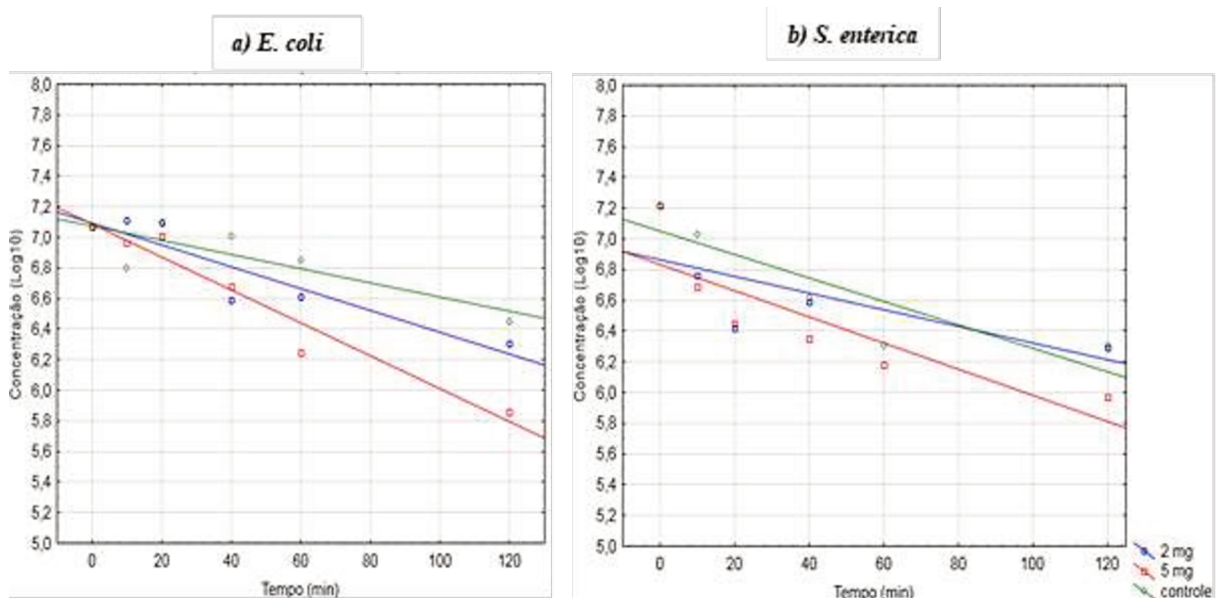 a) E. coli
b) S. enterica
8,0
7,8
7,6
7,4
7,2
7,0
6,8
6,6
6,4
6,2
6,0
5,8
5,6
5,4
5,2
5,0
Concentração (Log10)
0 20 40 60 80 100 120
Tempo (min)
8,0
7,8
7,6
7,4
7,2
7,0
6,8
6,6
6,4
6,2
6,0
5,8
5,6
5,4
5,2
5,0
Concentração (Log10)
0 20 40 60 80 100 120
Tempo (min)
2 mg
5 mg
controle